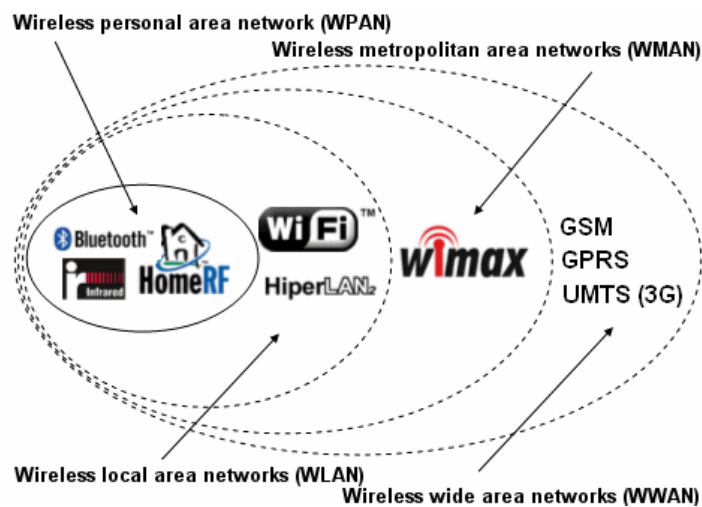 Wireless personal area network (WPAN)
Wireless metropolitan area networks (WMAN)
Bluetooth™
ir
Infrared
HomeRF
WiFi™
HiperLAN2
wimax
GSM
GPRS
UMTS (3G)
Wireless local area networks (WLAN)
Wireless wide area networks (WWAN)